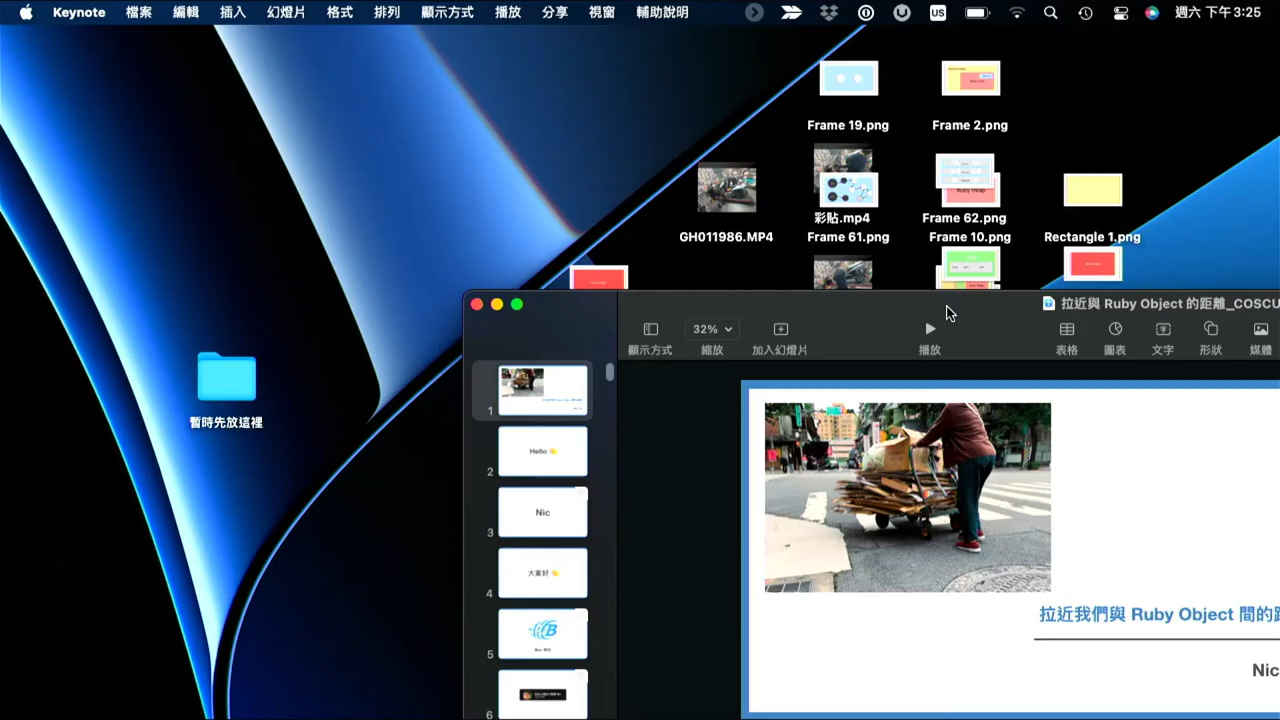 Keynote 檔案 編輯 插入 幻燈片 格式 排列 顯示方式 播放 分享 視窗 輔助說明 US 週六 下午3:25
Frame 19.png
Frame 2.png
Ruby Heap
彩貼.mp4
Frame 62.png
GH011986.MP4
Frame 61.png
Frame 10.png
Rectangle 1.png
暫時先放這裡
拉近與 Ruby Object 的距離_COSCU
32%
顯示方式 縮放 加入幻燈片 播放 表格 圖表 文字 形狀 媒體
1
2 Hello
3 Nic
4 大家好
5
6
拉近我們與 Ruby Object 間的距
Nic